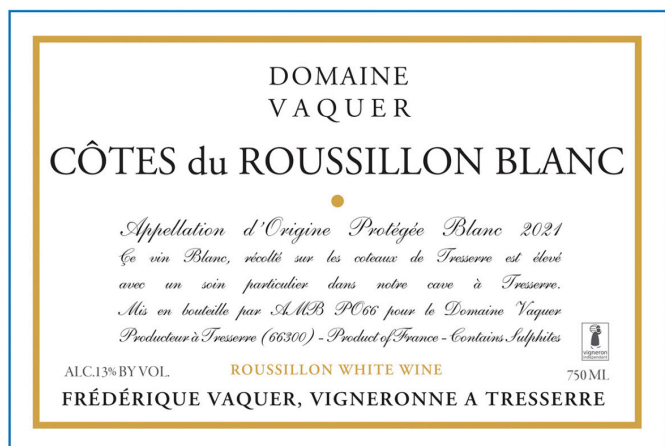 DOMAINE
VAQUER
CÔTES du ROUSSILLON BLANC
Appellation d'Origine Protégée Blanc 2021
Ce vin Blanc, récolté sur les coteaux de Tresserre est élevé
avec un soin particulier dans notre cave à Tresserre.
Mis en bouteille par AMB PO66 pour le Domaine Vaquer
Producteur à Tresserre (66300) - Product of France - Contains Sulphites
vigneron
indépendant
ALC.13% BY VOL.
ROUSSILLON WHITE WINE
750 ML
FRÉDÉRIQUE VAQUER, VIGNERONNE A TRESSERRE